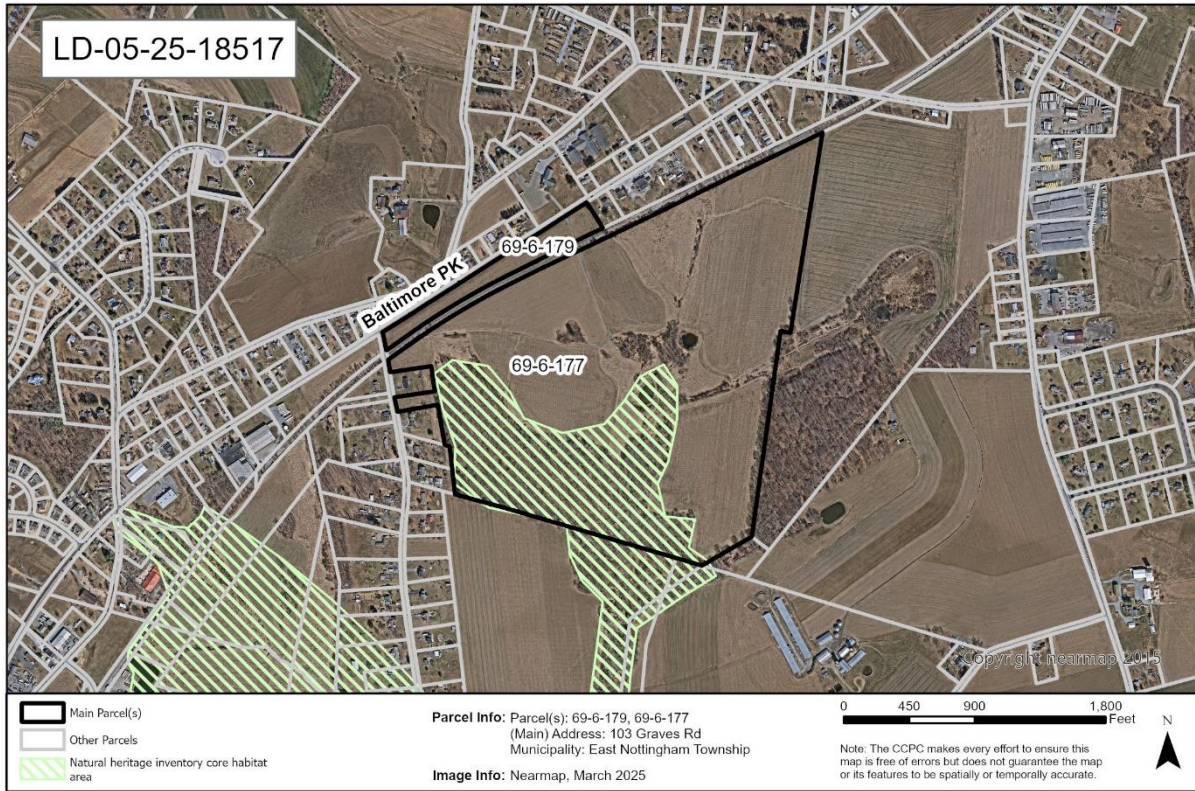 LD-05-25-18517
69-6-179
Baltimore PK
69-6-177
Copyright nearmap 2015
Main Parcel(s)
Other Parcels
Natural heritage inventory core habitat
area
Parcel Info: Parcel(s): 69-6-179, 69-6-177
(Main) Address: 103 Graves Rd
Municipality: East Nottingham Township
Image Info: Nearmap, March 2025
0 450 900 1,800
Feet
N
Note: The CCPC makes every effort to ensure this
map is free of errors but does not guarantee the map
or its features to be spatially or temporally accurate.